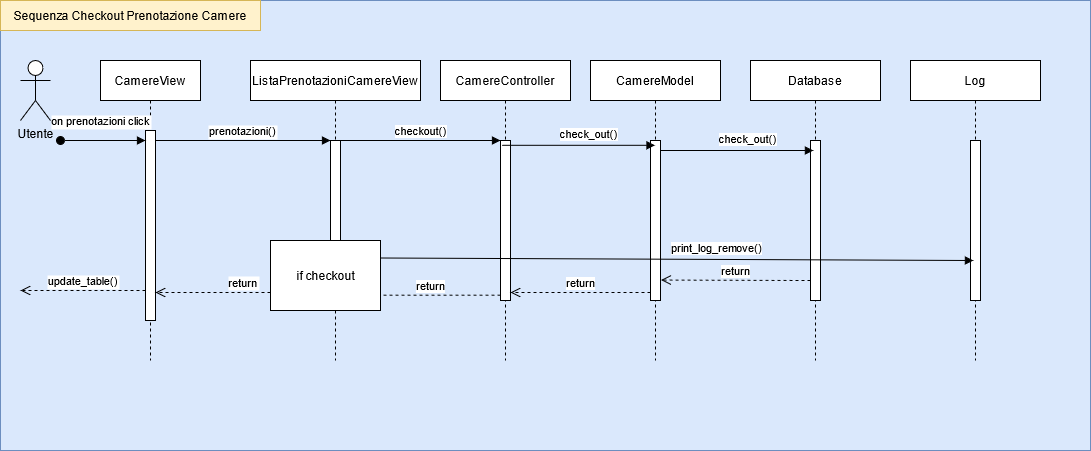 Sequenza Checkout Prenotazione Camere
CamereView
ListaPrenotazioniCamereView
CamereController
CamereModel
Database
Log
Utente
on prenotazioni click
prenotazioni()
checkout()
check_out()
check_out()
print_log_remove()
if checkout
update_table()
return
return
return
return